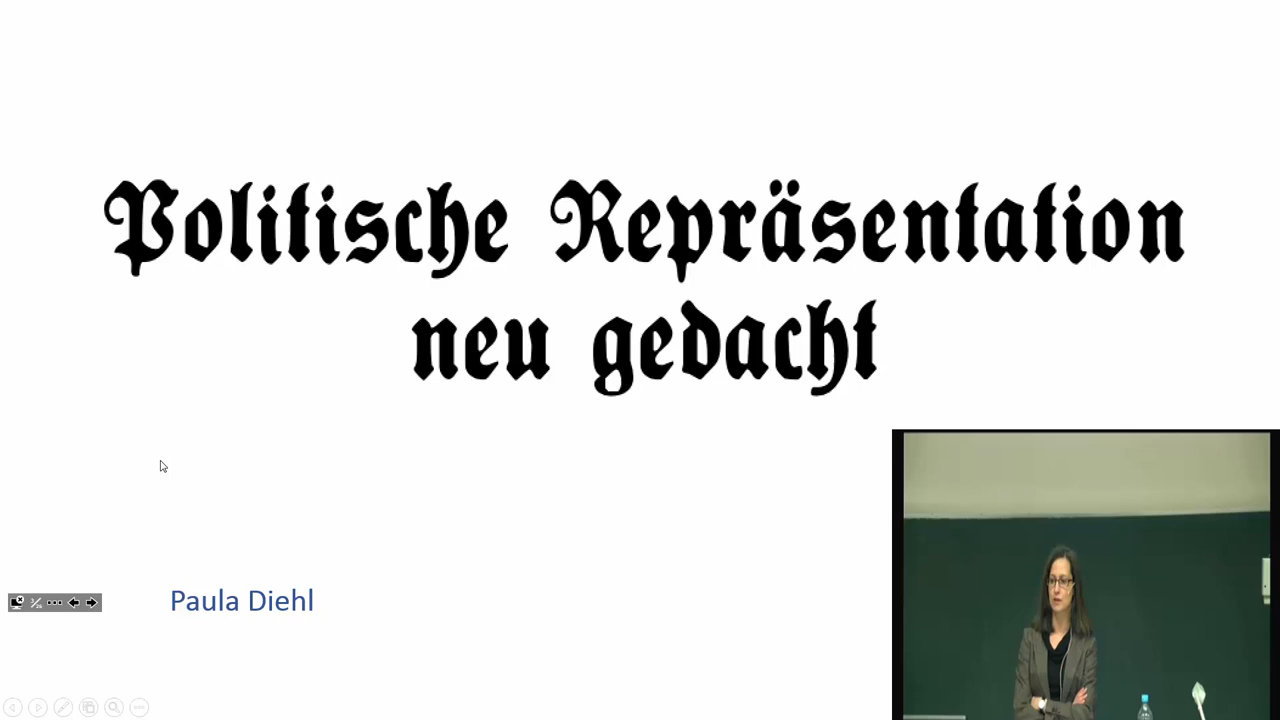 Politische Repräsentation
neu gedacht
Paula Diehl